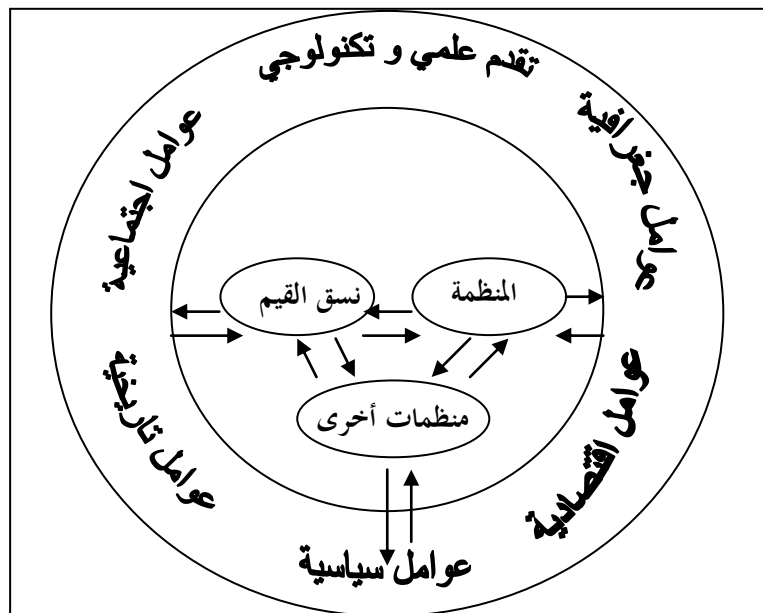 تقدم علمي و تكنولوجي
عوامل جغرافية
عوامل اجتماعية
المنظمة
نسق القيم
منظمات أخرى
عوامل اقتصادية
عوامل تاريخية
عوامل سياسية